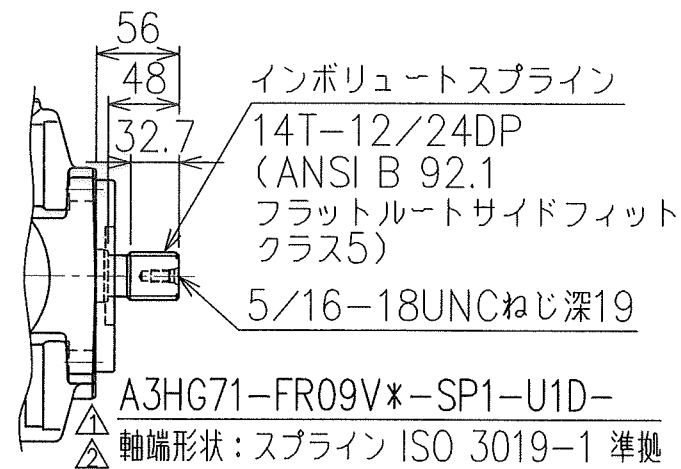 56
48
32.7
インボリュートスプライン
14T-12/24DP
(ANSI B 92.1
フラットルートサイドフィット
クラス5)
5/16-18UNCねじ深19
1 A3HG71-FR09V*-SP1-U1D-
2 軸端形状:スプライン ISO 3019-1 準拠